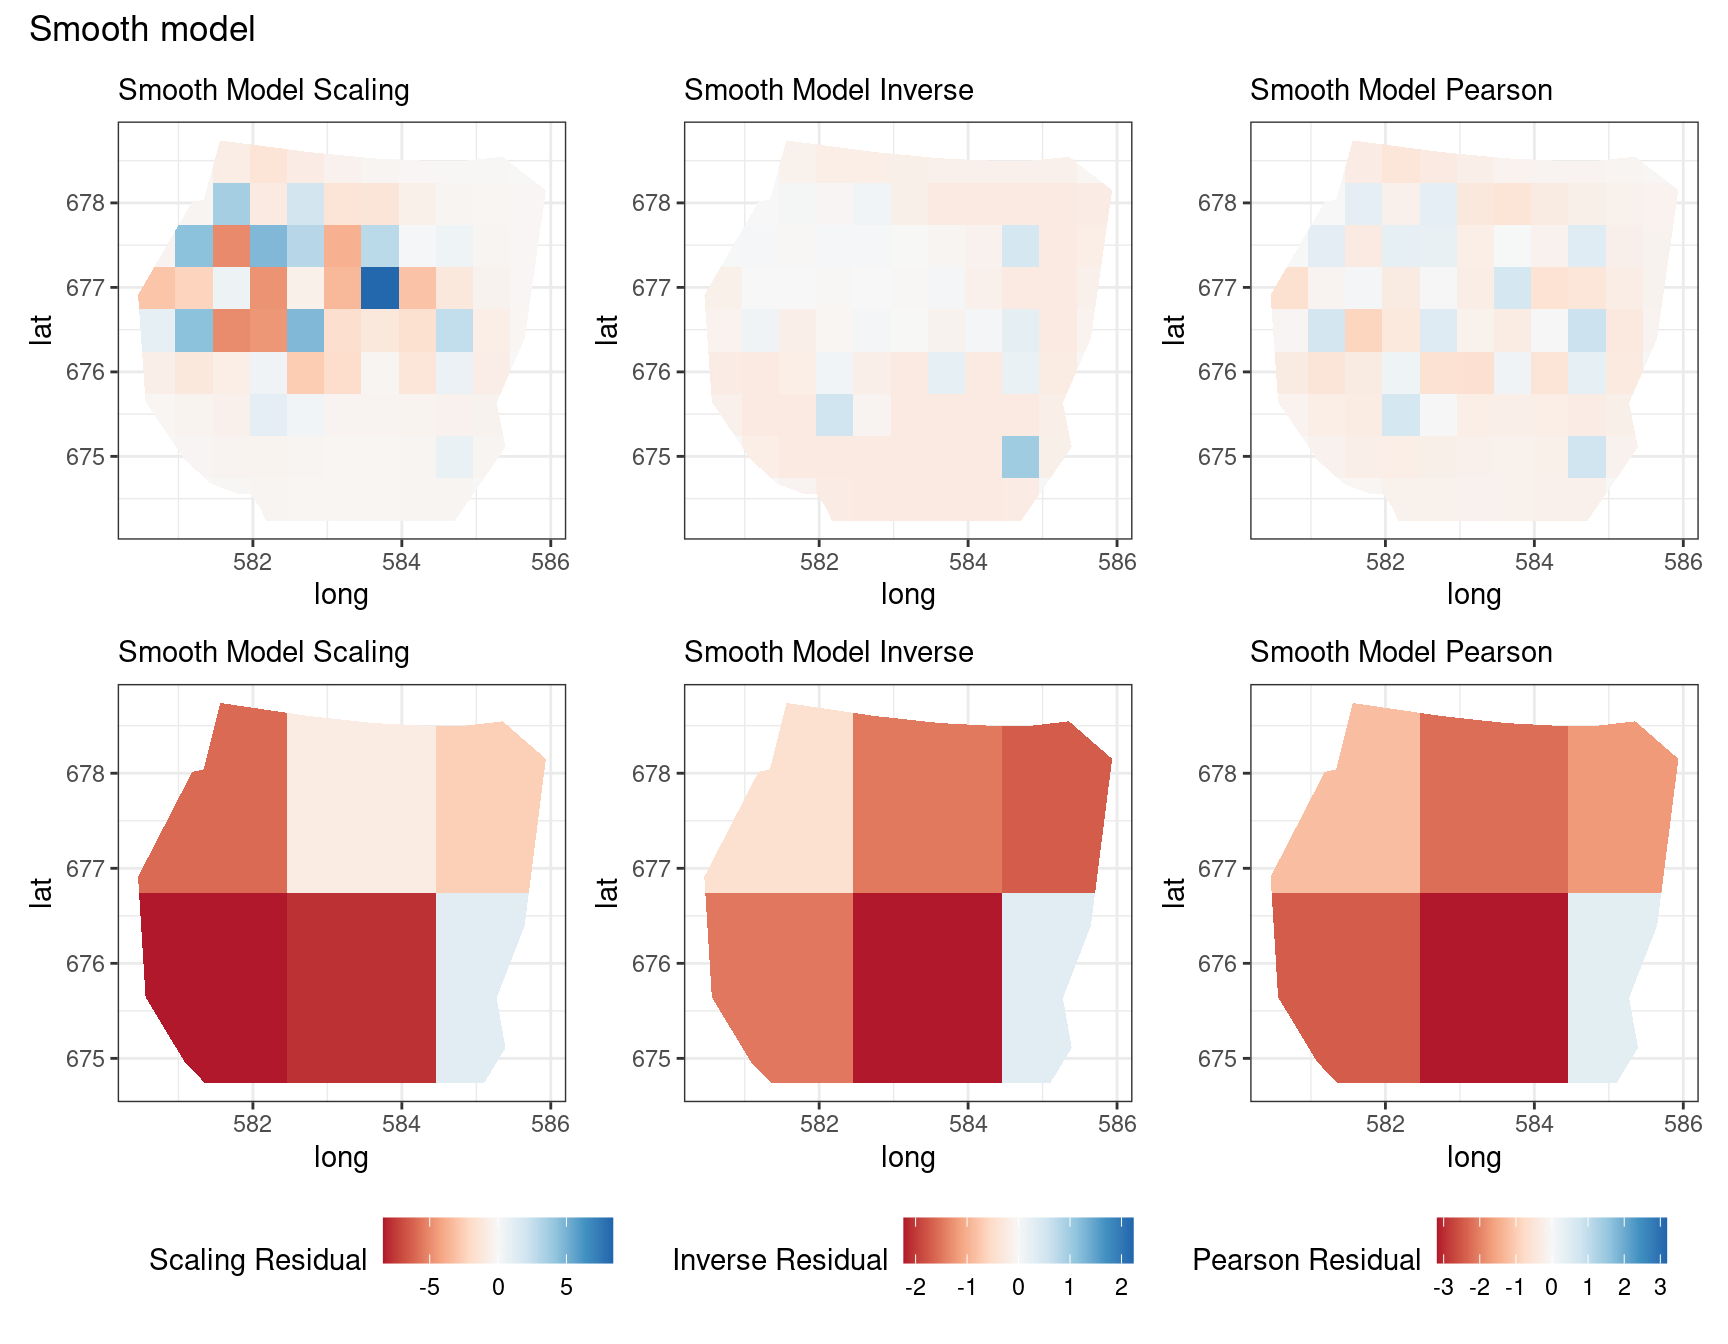 Smooth model
Smooth Model Scaling
Smooth Model Inverse
Smooth Model Pearson
678
677
676
675
lat
582 584 586
long
678
677
676
675
lat
582 584 586
long
678
677
676
675
lat
582 584 586
long
Smooth Model Scaling
Smooth Model Inverse
Smooth Model Pearson
678
677
676
675
lat
582 584 586
long
678
677
676
675
lat
582 584 586
long
678
677
676
675
lat
582 584 586
long
Scaling Residual
-5 0 5
Inverse Residual
-2 -1 0 1 2
Pearson Residual
-3 -2 -1 0 1 2 3